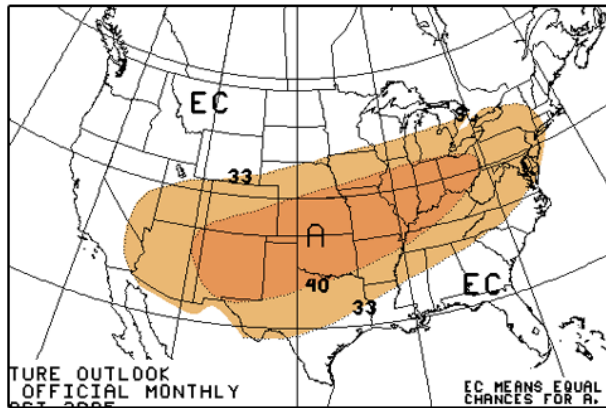 EC
33
A
40
33
EC
TURE OUTLOOK
OFFICIAL MONTHLY
EC MEANS EQUAL
CHANCES FOR A,